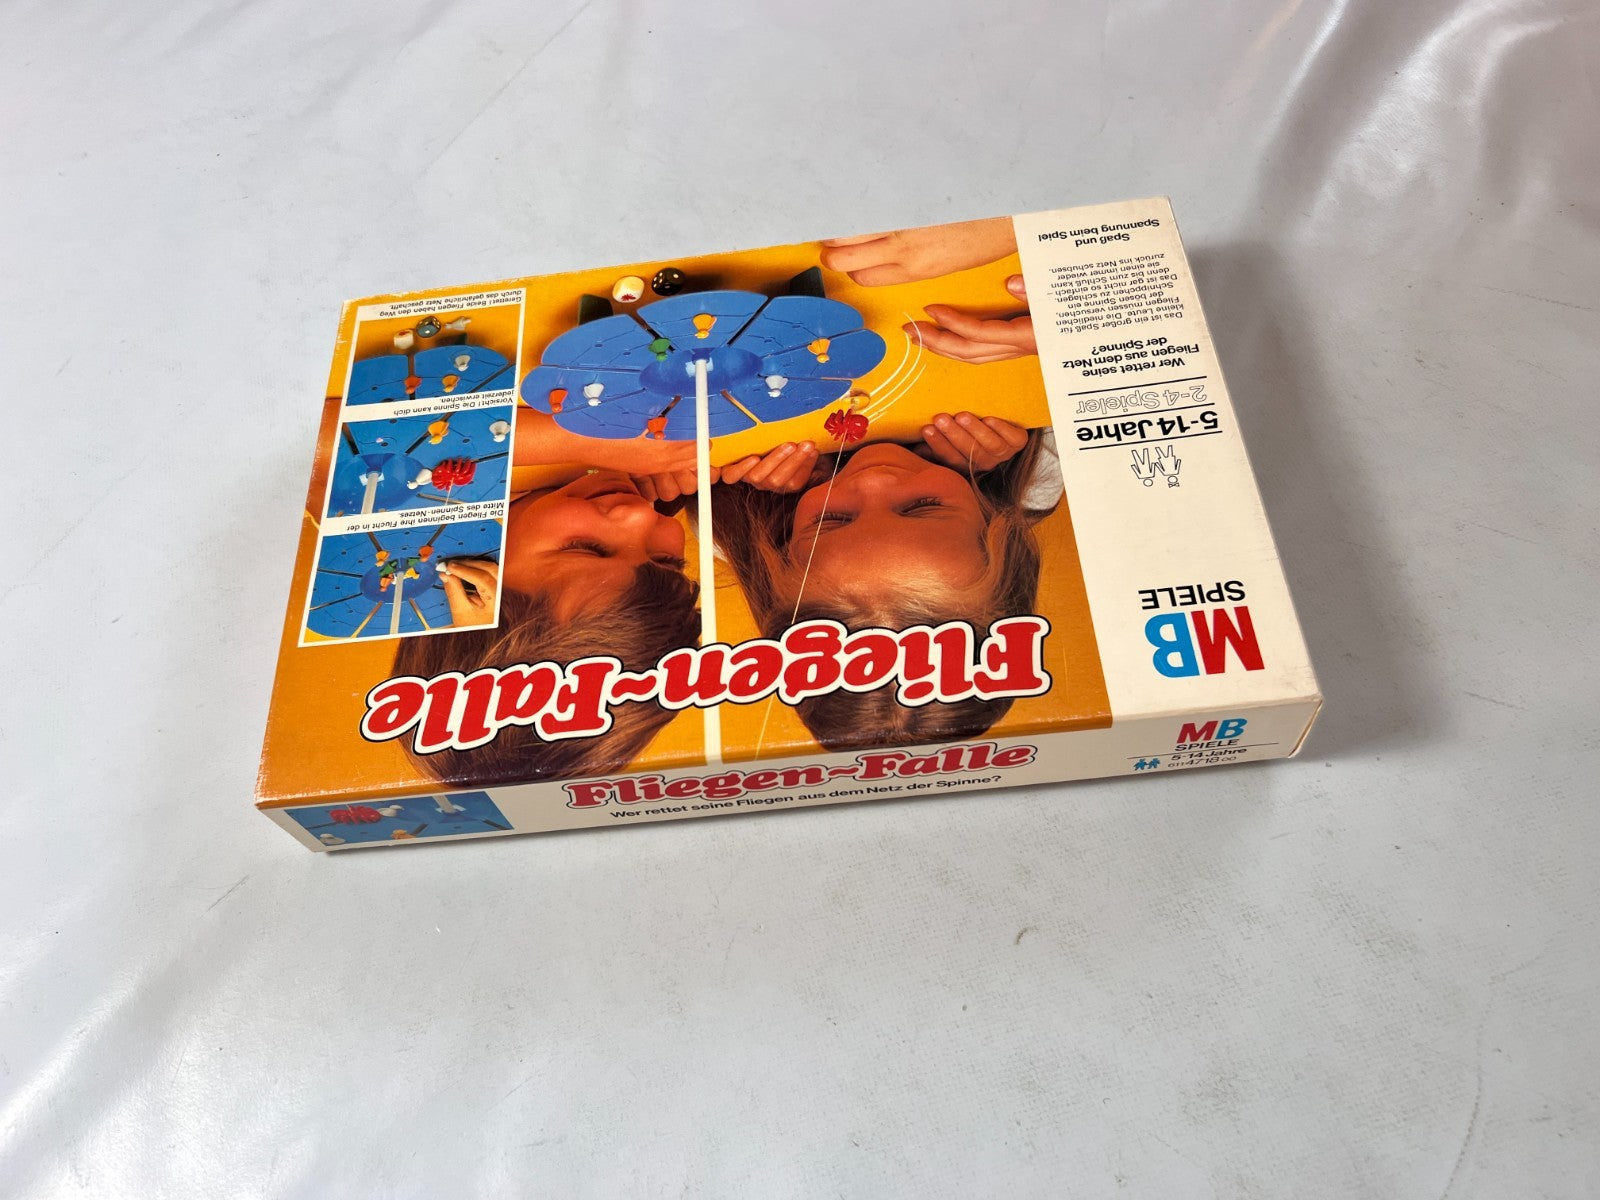 MB
SPIELE
5-14 Jahre
2-4 Spieler
Wer rettet seine
Fliegen aus dem Netz
der Spinne?
Das ist ein großer Spaß für
kleine Leute. Die niedlichen
Fliegen müssen versuchen,
der bösen Spinne ein
Schnippchen zu schlagen.
Das ist gar nicht so einfach –
denn bis zum Schluß kann
sie einen immer wieder
zurück ins Netz schubsen.
Spaß und
Spannung beim Spiel
Fliegen~Falle
Die Fliegen beginnen ihre Flucht in der
Mitte des Spinnen-Netzes.
Vorsicht! Die Spinne kann dich
jederzeit erwischen.
Gerettet! Beide Fliegen haben den Weg
durch das gefährliche Netz geschafft.
Fliegen~Falle
Wer rettet seine Fliegen aus dem Netz der Spinne?
MB
SPIELE
5-14 Jahre
611 4718 00